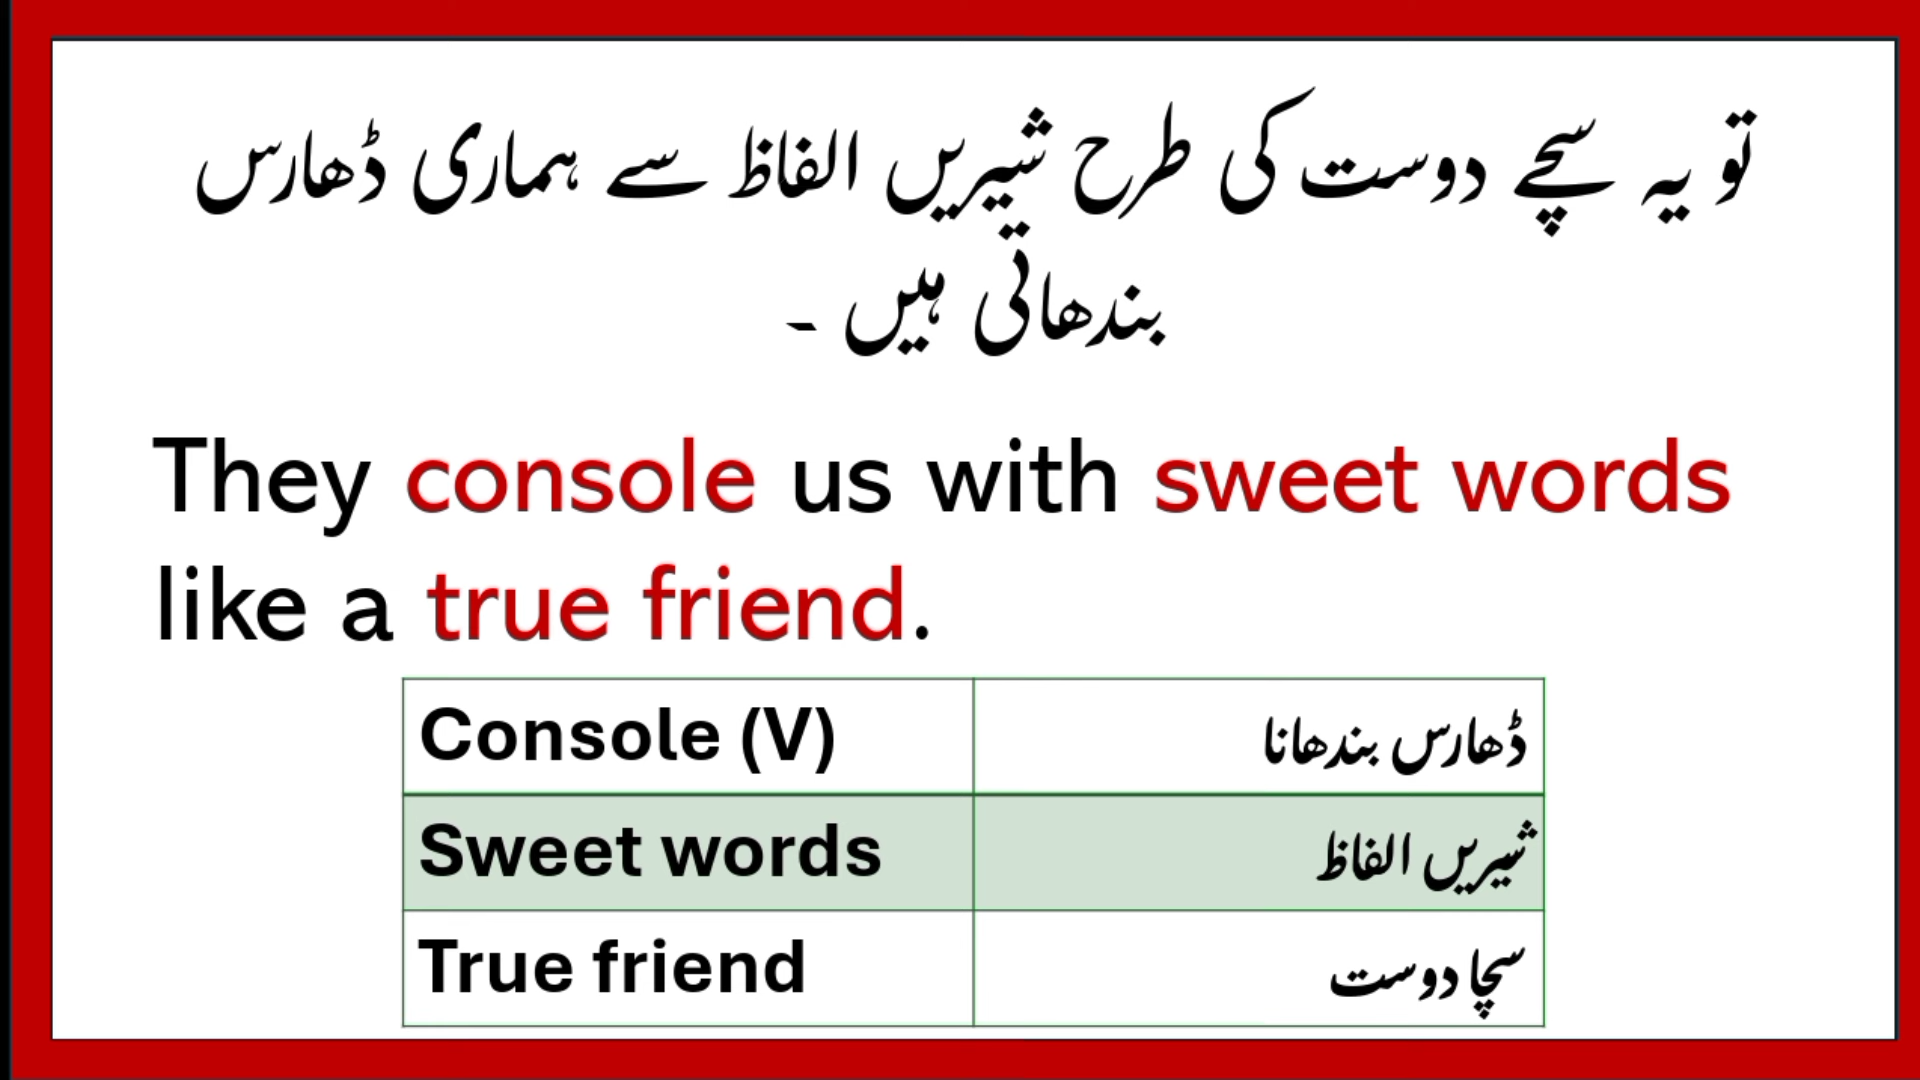 تو یہ سچے دوست کی طرح شیریں الفاظ سے ہماری ڈھارس
بندھاتی ہیں ۔
They console us with sweet words
like a true friend.
Console (V) ڈھارس بندھانا
Sweet words شیریں الفاظ
True friend سچا دوست